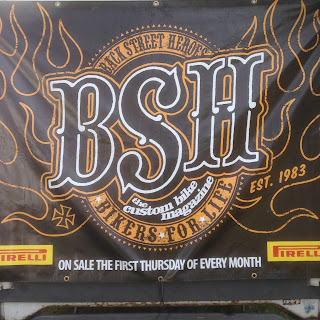 BACK STREET HEROES
BSH
the
custom bike
magazine
BIKERS FOR LIFE
EST. 1983
PIRELLI
PIRELLI
ON SALE THE FIRST THURSDAY OF EVERY MONTH